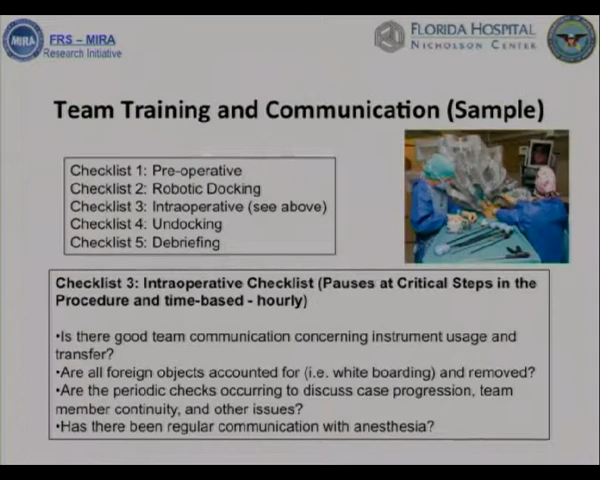 MIRA
FRS – MIRA
Research Initiative
FLORIDA HOSPITAL
NICHOLSON CENTER
Team Training and Communication (Sample)
Checklist 1: Pre-operative
Checklist 2: Robotic Docking
Checklist 3: Intraoperative (see above)
Checklist 4: Undocking
Checklist 5: Debriefing
Checklist 3: Intraoperative Checklist (Pauses at Critical Steps in the
Procedure and time-based - hourly)
•Is there good team communication concerning instrument usage and
transfer?
•Are all foreign objects accounted for (i.e. white boarding) and removed?
•Are the periodic checks occurring to discuss case progression, team
member continuity, and other issues?
•Has there been regular communication with anesthesia?